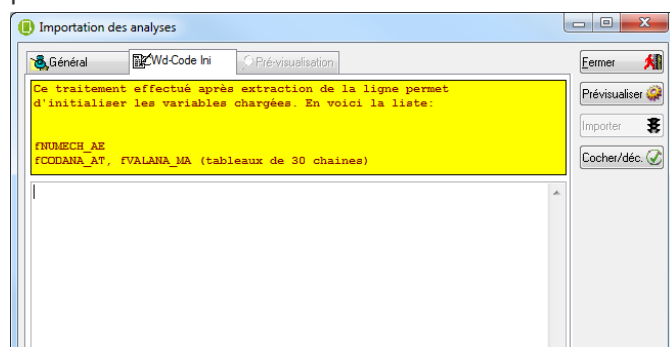 Importation des analyses
Général
Wd-Code Ini
Pré-visualisation
Fermer
Ce traitement effectué après extraction de la ligne permet
d'initialiser les variables chargées. En voici la liste:
Prévisualiser
fNUMECH_AE
Importer
fCODANA_AT, fVALANA_MA (tableaux de 30 chaines)
Cocher/déc.